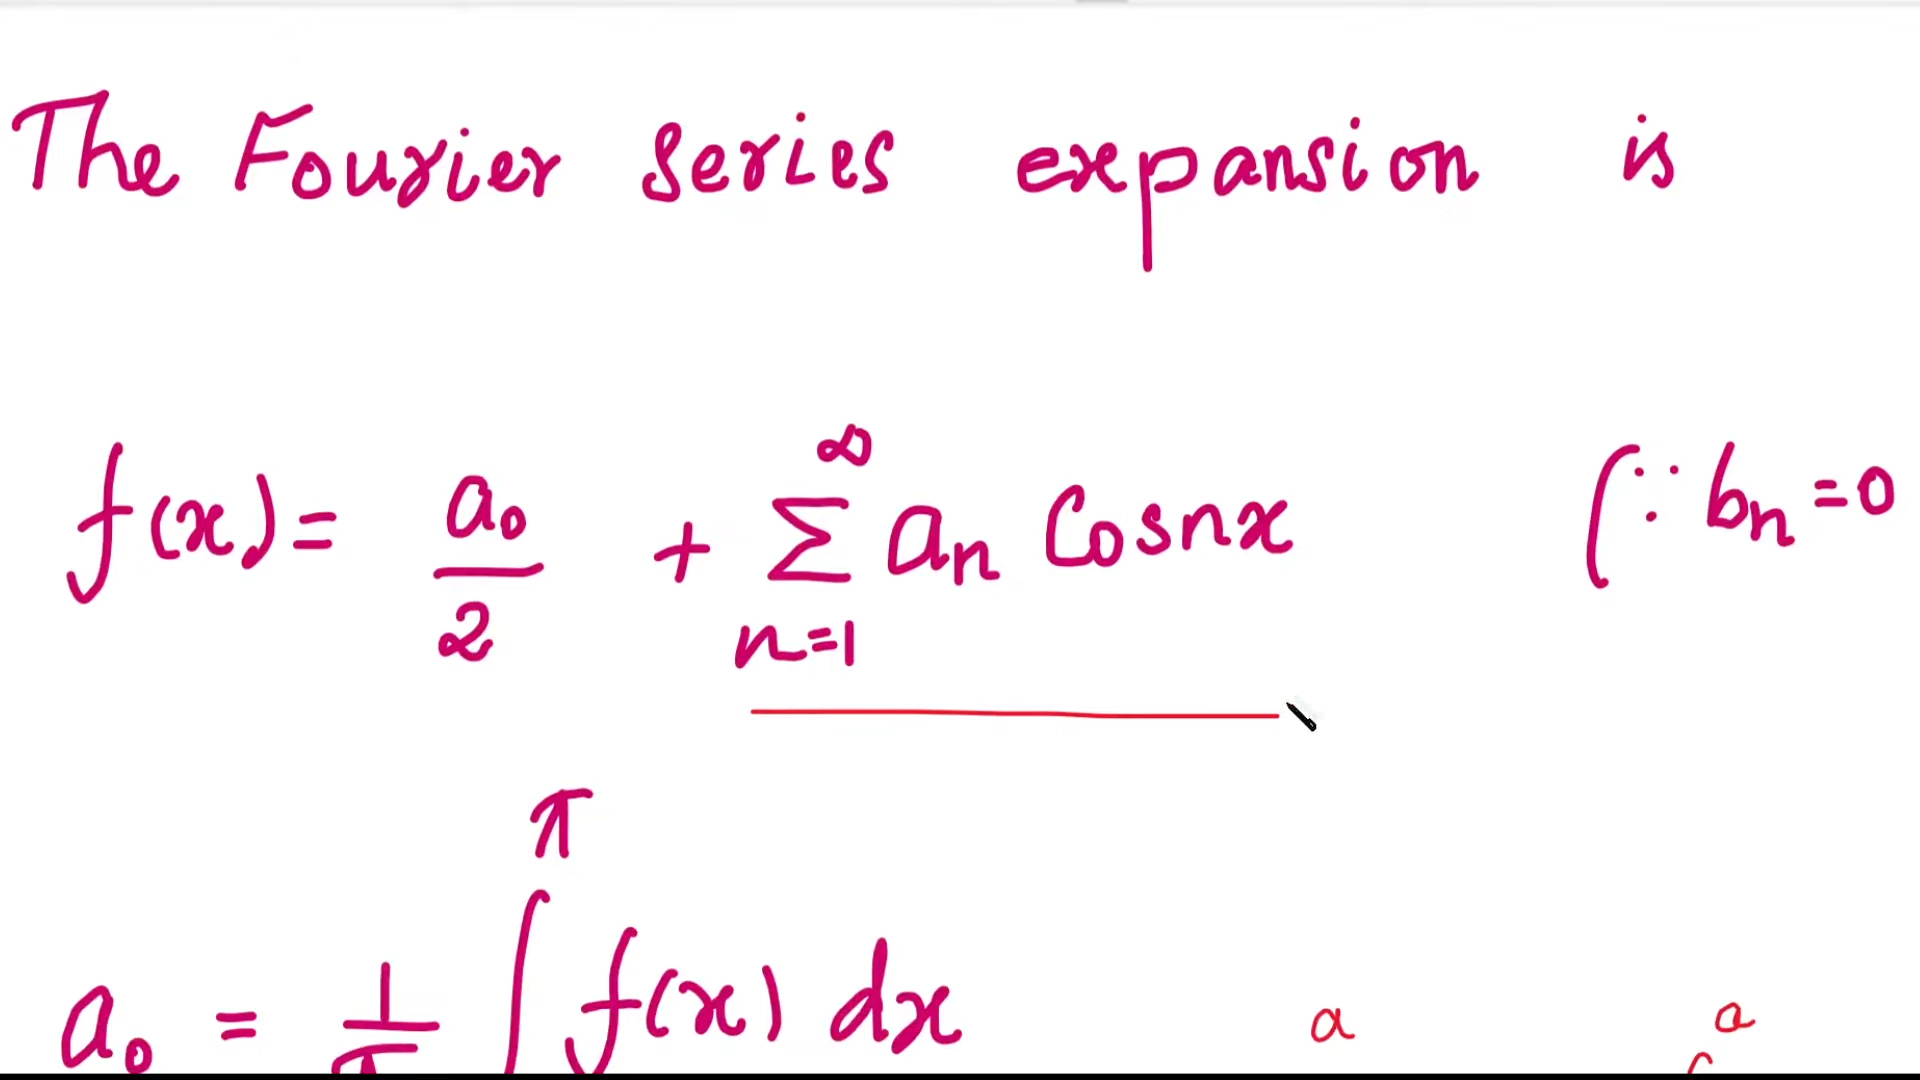 The Fourier series expansion is
f(x) = a₀/2 + ∑_{n=1}^{∞} aₙ Cosnx (∵ bₙ=0
a₀ = 1/π ∫^{π} f(x) dx a a